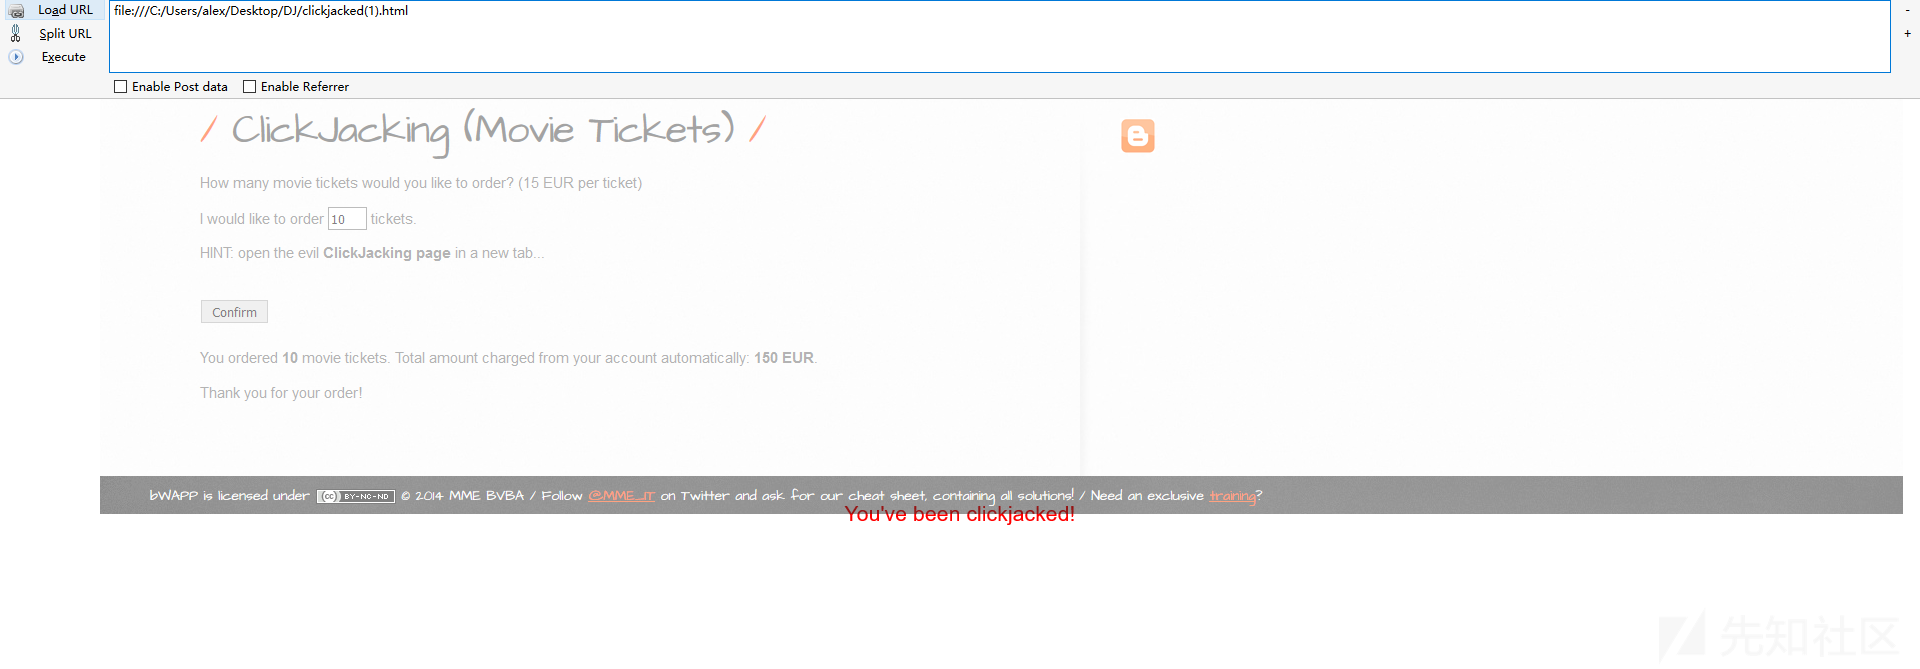 Load URL
file:///C:/Users/alex/Desktop/DJ/clickjacked(1).html
-
Split URL
+
Execute
Enable Post data Enable Referrer
/ ClickJacking (Movie Tickets) /
How many movie tickets would you like to order? (15 EUR per ticket)
I would like to order 10 tickets.
HINT: open the evil ClickJacking page in a new tab...
Confirm
You ordered 10 movie tickets. Total amount charged from your account automatically: 150 EUR.
Thank you for your order!
bWAPP is licensed under (cc) BY-NC-ND © 2014 MME BVBA / Follow @MME_IT on Twitter and ask for our cheat sheet, containing all solutions! / Need an exclusive training?
You've been clickjacked!
先知社区